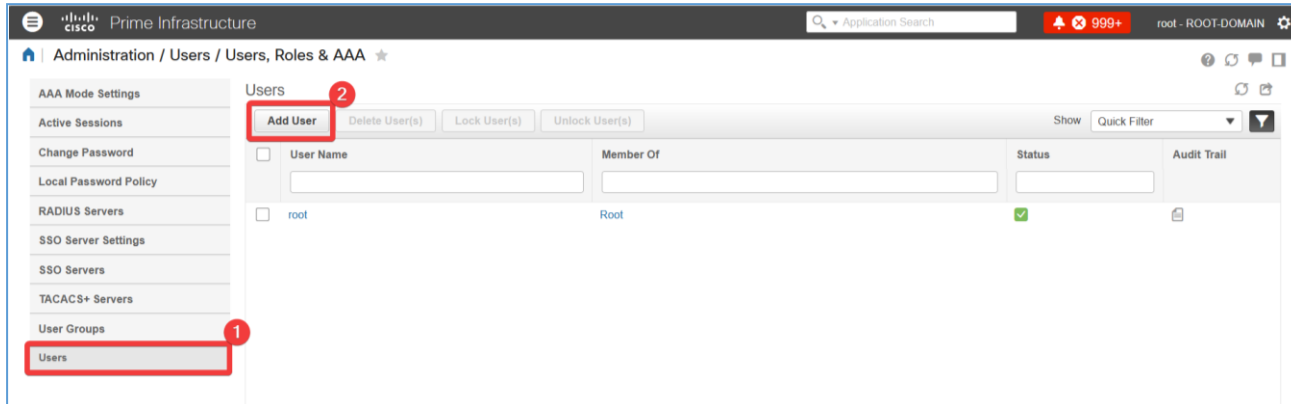 cisco Prime Infrastructure
Application Search
999+
root - ROOT-DOMAIN
Administration / Users / Users, Roles & AAA
AAA Mode Settings
Active Sessions
Change Password
Local Password Policy
RADIUS Servers
SSO Server Settings
SSO Servers
TACACS+ Servers
User Groups
1
Users
Users
2
Add User
Delete User(s)
Lock User(s)
Unlock User(s)
Show
Quick Filter
User Name
Member Of
Status
Audit Trail
root
Root